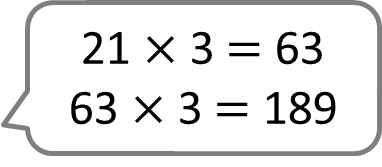 21 × 3 = 63
63 × 3 = 189